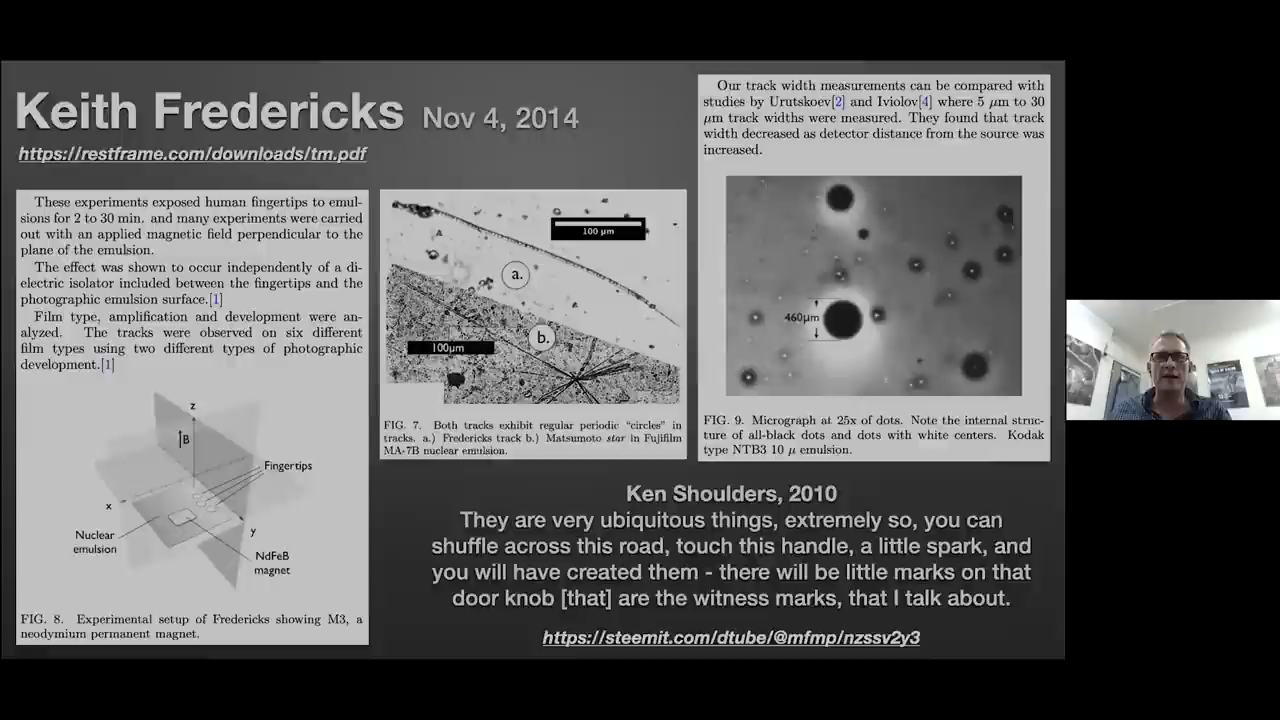 Keith Fredericks Nov 4, 2014
https://restframe.com/downloads/tm.pdf
These experiments exposed human fingertips to emul-
sions for 2 to 30 min. and many experiments were carried
out with an applied magnetic field perpendicular to the
plane of the emulsion.
The effect was shown to occur independently of a di-
electric isolator included between the fingertips and the
photographic emulsion surface.[1]
Film type, amplification and development were an-
alyzed. The tracks were observed on six different
film types using two different types of photographic
development.[1]
z
B
Fingertips
x
y
Nuclear
emulsion
NdFeB
magnet
FIG. 8. Experimental setup of Fredericks showing M3, a
neodymium permanent magnet.
100 μm
a.
b.
100μm
FIG. 7. Both tracks exhibit regular periodic “circles” in
tracks. a.) Fredericks track b.) Matsumoto star in Fujifilm
MA-7B nuclear emulsion.
Our track width measurements can be compared with
studies by Urutskoev[2] and Iviolov[4] where 5 μm to 30
μm track widths were measured. They found that track
width decreased as detector distance from the source was
increased.
460μm
FIG. 9. Micrograph at 25x of dots. Note the internal struc-
ture of all-black dots and dots with white centers. Kodak
type NTB3 10 μ emulsion.
Ken Shoulders, 2010
They are very ubiquitous things, extremely so, you can
shuffle across this road, touch this handle, a little spark, and
you will have created them - there will be little marks on that
door knob [that] are the witness marks, that I talk about.
https://steemit.com/dtube/@mfmp/nzssv2y3